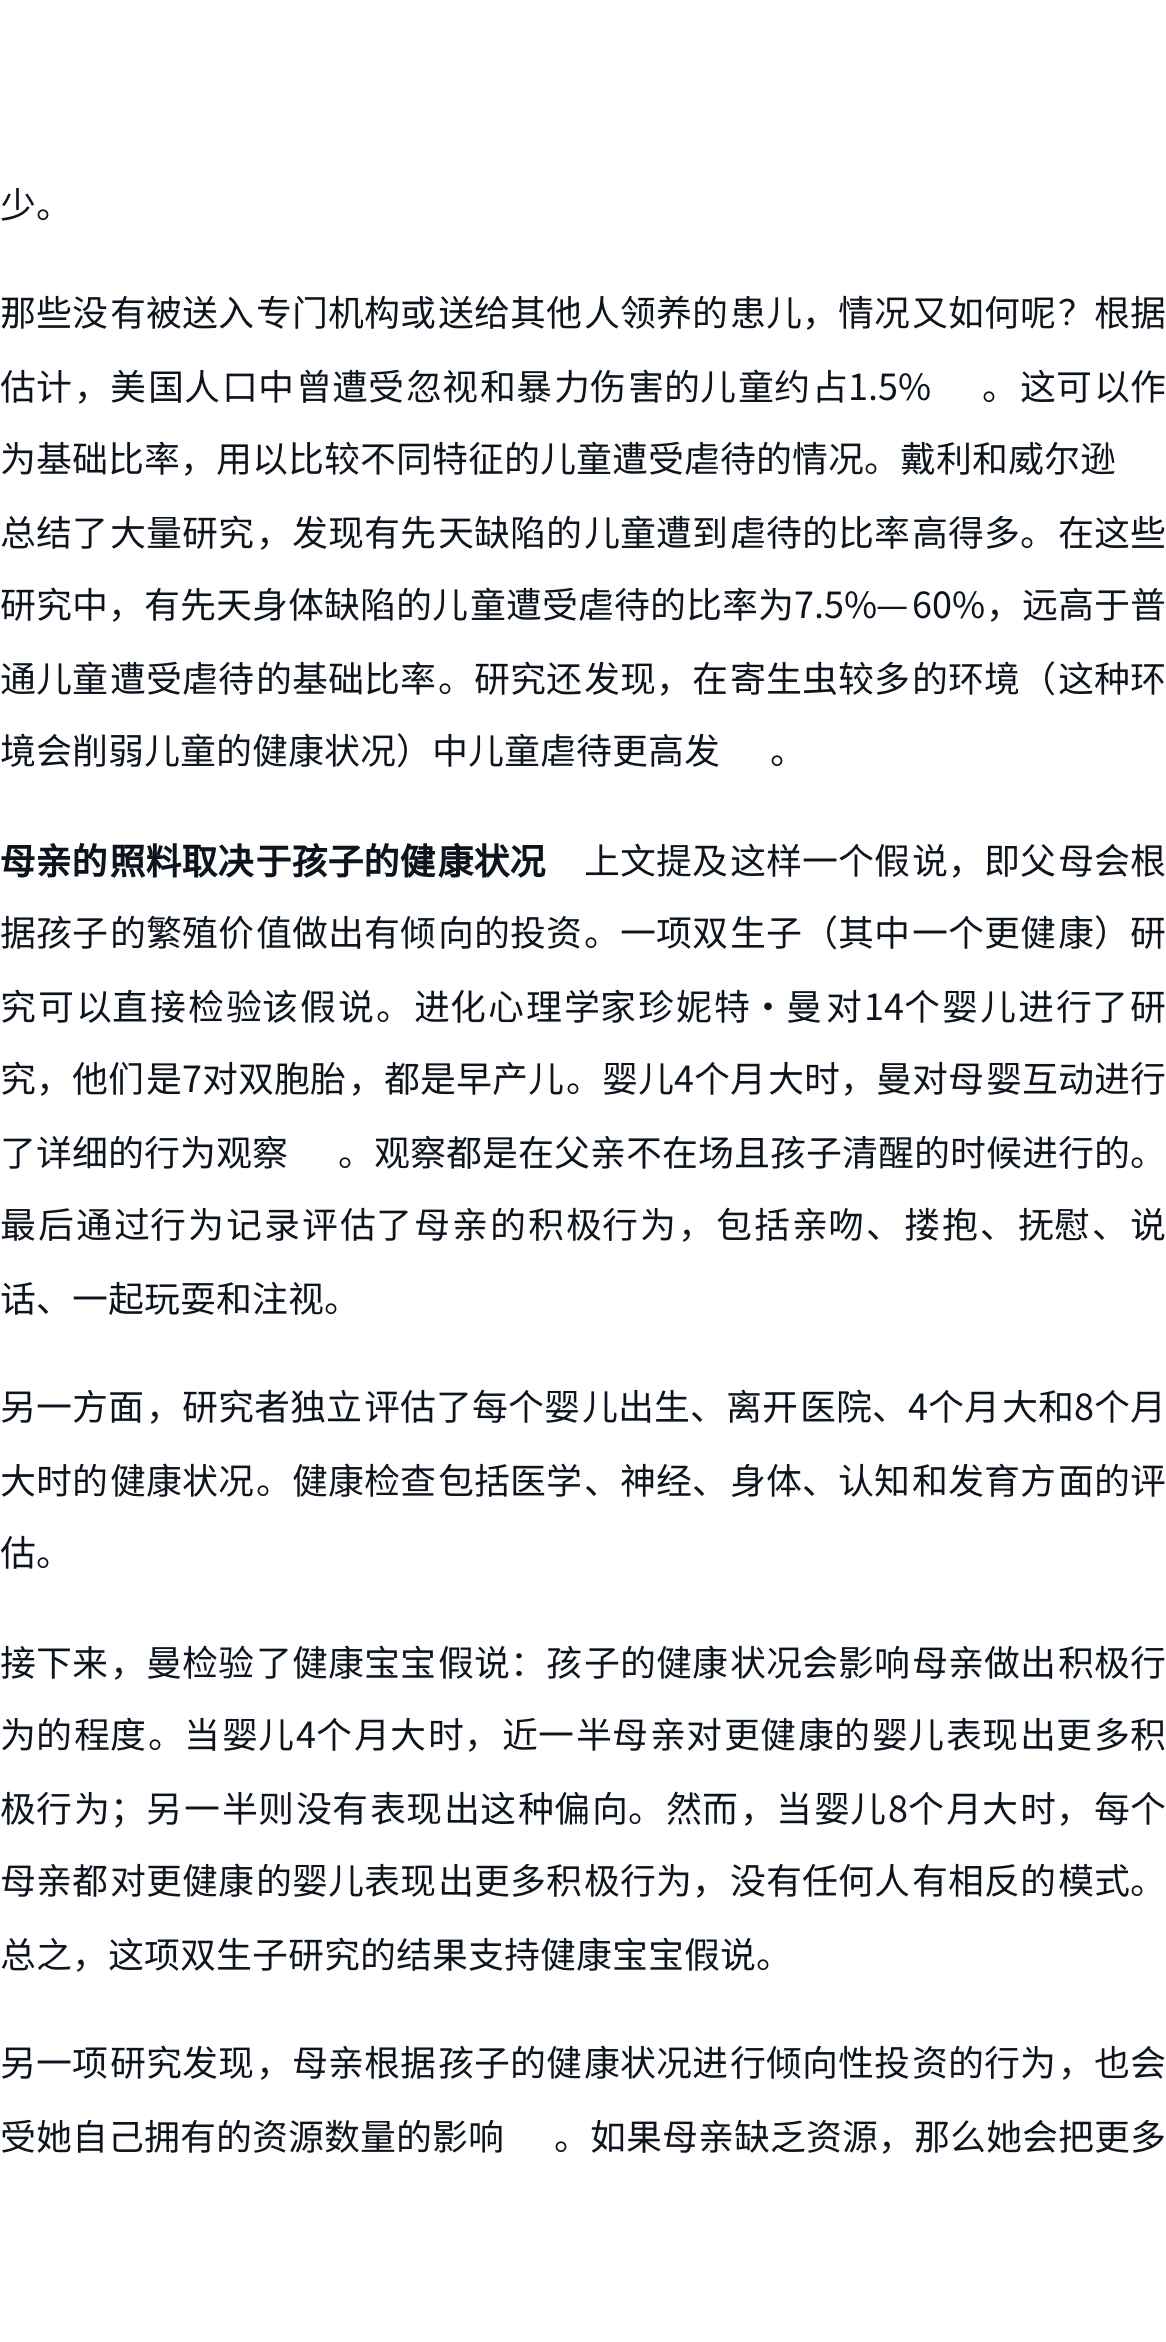 少。
那些没有被送入专门机构或送给其他人领养的患儿，情况又如何呢？根据
估计，美国人口中曾遭受忽视和暴力伤害的儿童约占1.5% 。这可以作
为基础比率，用以比较不同特征的儿童遭受虐待的情况。戴利和威尔逊
总结了大量研究，发现有先天缺陷的儿童遭到虐待的比率高得多。在这些
研究中，有先天身体缺陷的儿童遭受虐待的比率为7.5%—60%，远高于普
通儿童遭受虐待的基础比率。研究还发现，在寄生虫较多的环境（这种环
境会削弱儿童的健康状况）中儿童虐待更高发 。
母亲的照料取决于孩子的健康状况 上文提及这样一个假说，即父母会根
据孩子的繁殖价值做出有倾向的投资。一项双生子（其中一个更健康）研
究可以直接检验该假说。进化心理学家珍妮特·曼对14个婴儿进行了研
究，他们是7对双胞胎，都是早产儿。婴儿4个月大时，曼对母婴互动进行
了详细的行为观察 。观察都是在父亲不在场且孩子清醒的时候进行的。
最后通过行为记录评估了母亲的积极行为，包括亲吻、搂抱、抚慰、说
话、一起玩耍和注视。
另一方面，研究者独立评估了每个婴儿出生、离开医院、4个月大和8个月
大时的健康状况。健康检查包括医学、神经、身体、认知和发育方面的评
估。
接下来，曼检验了健康宝宝假说：孩子的健康状况会影响母亲做出积极行
为的程度。当婴儿4个月大时，近一半母亲对更健康的婴儿表现出更多积
极行为；另一半则没有表现出这种偏向。然而，当婴儿8个月大时，每个
母亲都对更健康的婴儿表现出更多积极行为，没有任何人有相反的模式。
总之，这项双生子研究的结果支持健康宝宝假说。
另一项研究发现，母亲根据孩子的健康状况进行倾向性投资的行为，也会
受她自己拥有的资源数量的影响 。如果母亲缺乏资源，那么她会把更多